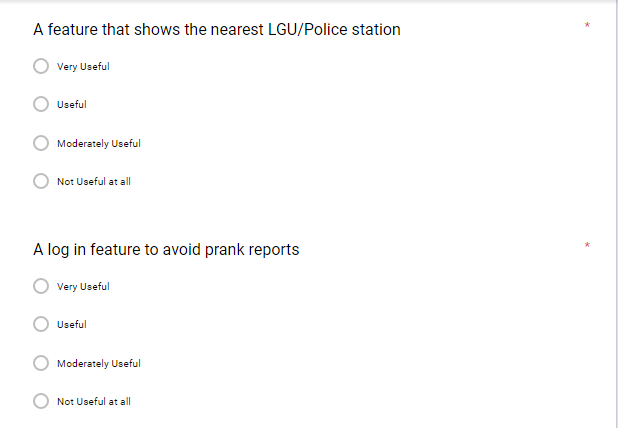 A feature that shows the nearest LGU/Police station *
Very Useful
Useful
Moderately Useful
Not Useful at all
A log in feature to avoid prank reports *
Very Useful
Useful
Moderately Useful
Not Useful at all